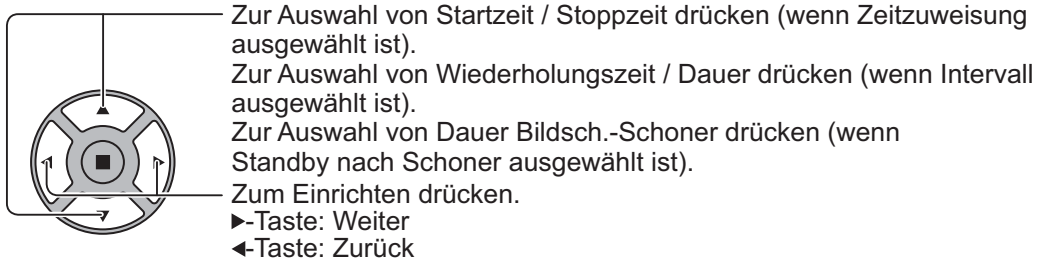 Zur Auswahl von Startzeit / Stoppzeit drücken (wenn Zeitzuweisung
ausgewählt ist).
Zur Auswahl von Wiederholungszeit / Dauer drücken (wenn Intervall
ausgewählt ist).
Zur Auswahl von Dauer Bildsch.-Schoner drücken (wenn
Standby nach Schoner ausgewählt ist).
Zum Einrichten drücken.
►-Taste: Weiter
◄-Taste: Zurück